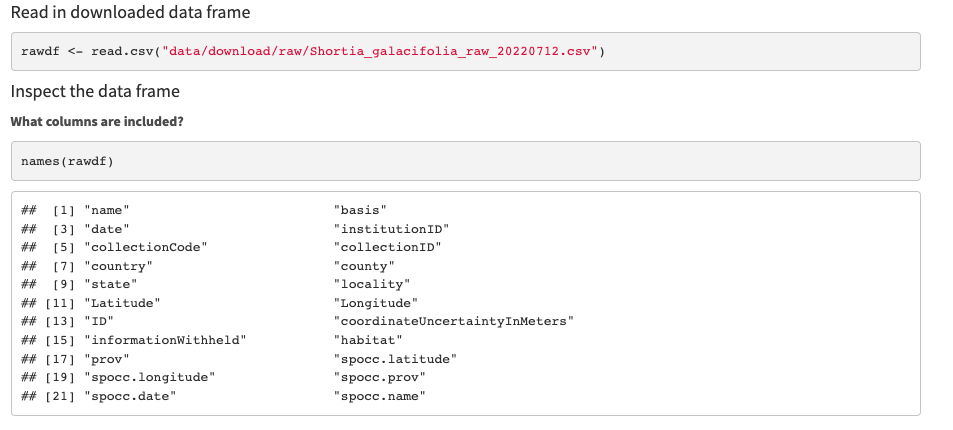 Read in downloaded data frame
rawdf <- read.csv("data/download/raw/Shortia_galacifolia_raw_20220712.csv")
Inspect the data frame
What columns are included?
names(rawdf)
##  [1] "name"                          "basis"
##  [3] "date"                          "institutionID"
##  [5] "collectionCode"                "collectionID"
##  [7] "country"                       "county"
##  [9] "state"                         "locality"
## [11] "Latitude"                      "Longitude"
## [13] "ID"                            "coordinateUncertaintyInMeters"
## [15] "informationWithheld"           "habitat"
## [17] "prov"                          "spocc.latitude"
## [19] "spocc.longitude"               "spocc.prov"
## [21] "spocc.date"                    "spocc.name"